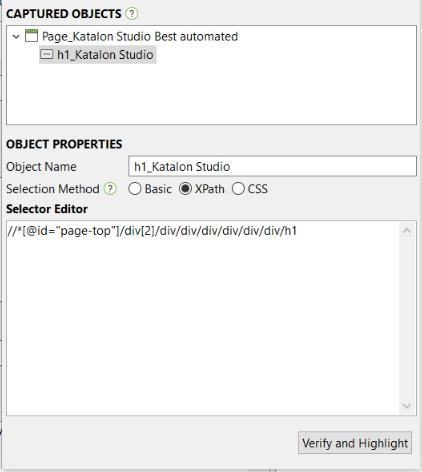 CAPTURED OBJECTS ?
Page_Katalon Studio Best automated
h1_Katalon Studio
OBJECT PROPERTIES
Object Name h1_Katalon Studio
Selection Method ? Basic XPath CSS
Selector Editor
//*[@id="page-top"]/div[2]/div/div/div/div/div/div/h1
Verify and Highlight